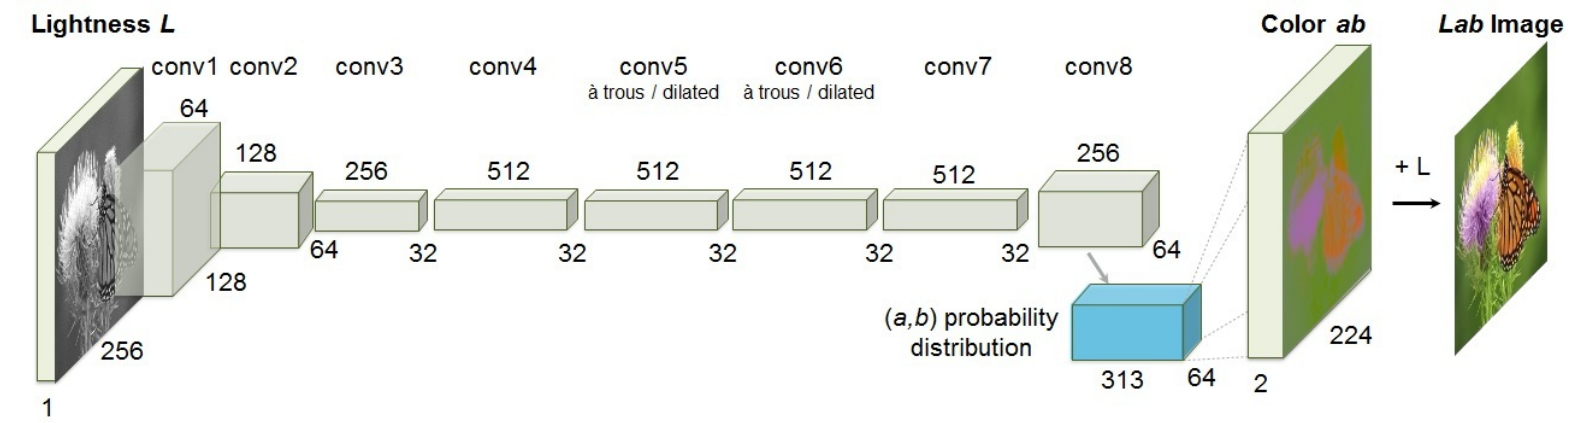 Lightness L
Color ab
Lab Image
conv1
conv2
conv3
conv4
conv5
à trous / dilated
conv6
à trous / dilated
conv7
conv8
64
128
256
512
512
512
512
256
+ L
128
64
32
32
32
32
32
64
256
1
(a,b) probability
distribution
313
64
2
224